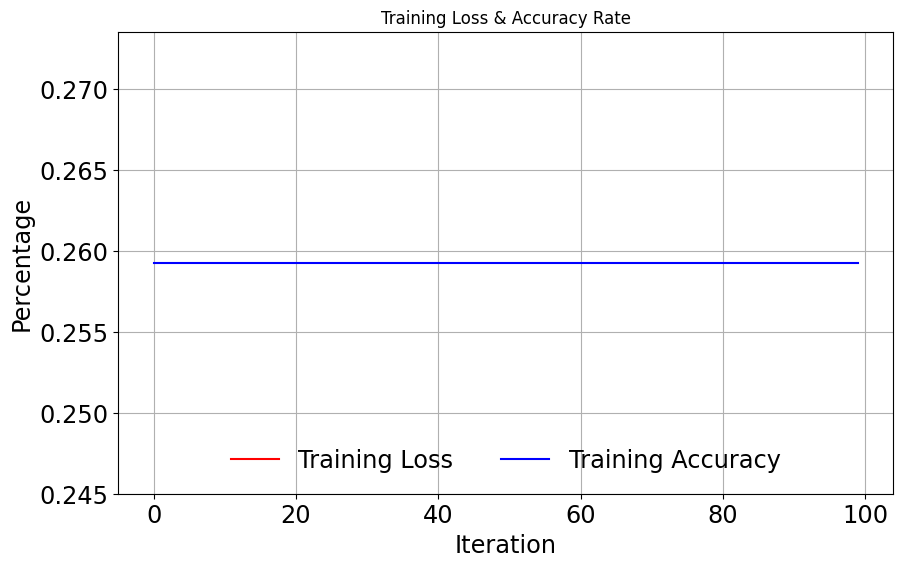 Training Loss & Accuracy Rate
0.270
0.265
0.260
0.255
0.250
0.245
Percentage
Training Loss
Training Accuracy
0 20 40 60 80 100
Iteration